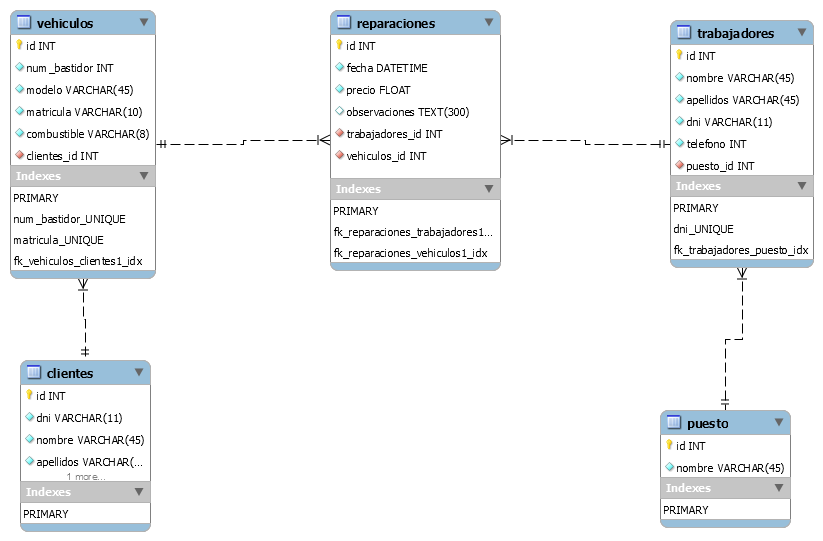 vehiculos
id INT
num_bastidor INT
modelo VARCHAR(45)
matricula VARCHAR(10)
combustible VARCHAR(8)
clientes_id INT
Indexes
PRIMARY
num_bastidor_UNIQUE
matricula_UNIQUE
fk_vehiculos_clientes1_idx
reparaciones
id INT
fecha DATETIME
precio FLOAT
observaciones TEXT(300)
trabajadores_id INT
vehiculos_id INT
Indexes
PRIMARY
fk_reparaciones_trabajadores1...
fk_reparaciones_vehiculos1_idx
trabajadores
id INT
nombre VARCHAR(45)
apellidos VARCHAR(45)
dni VARCHAR(11)
telefono INT
puesto_id INT
Indexes
PRIMARY
dni_UNIQUE
fk_trabajadores_puesto_idx
clientes
id INT
dni VARCHAR(11)
nombre VARCHAR(45)
apellidos VARCHAR(...
1 more...
Indexes
PRIMARY
puesto
id INT
nombre VARCHAR(45)
Indexes
PRIMARY